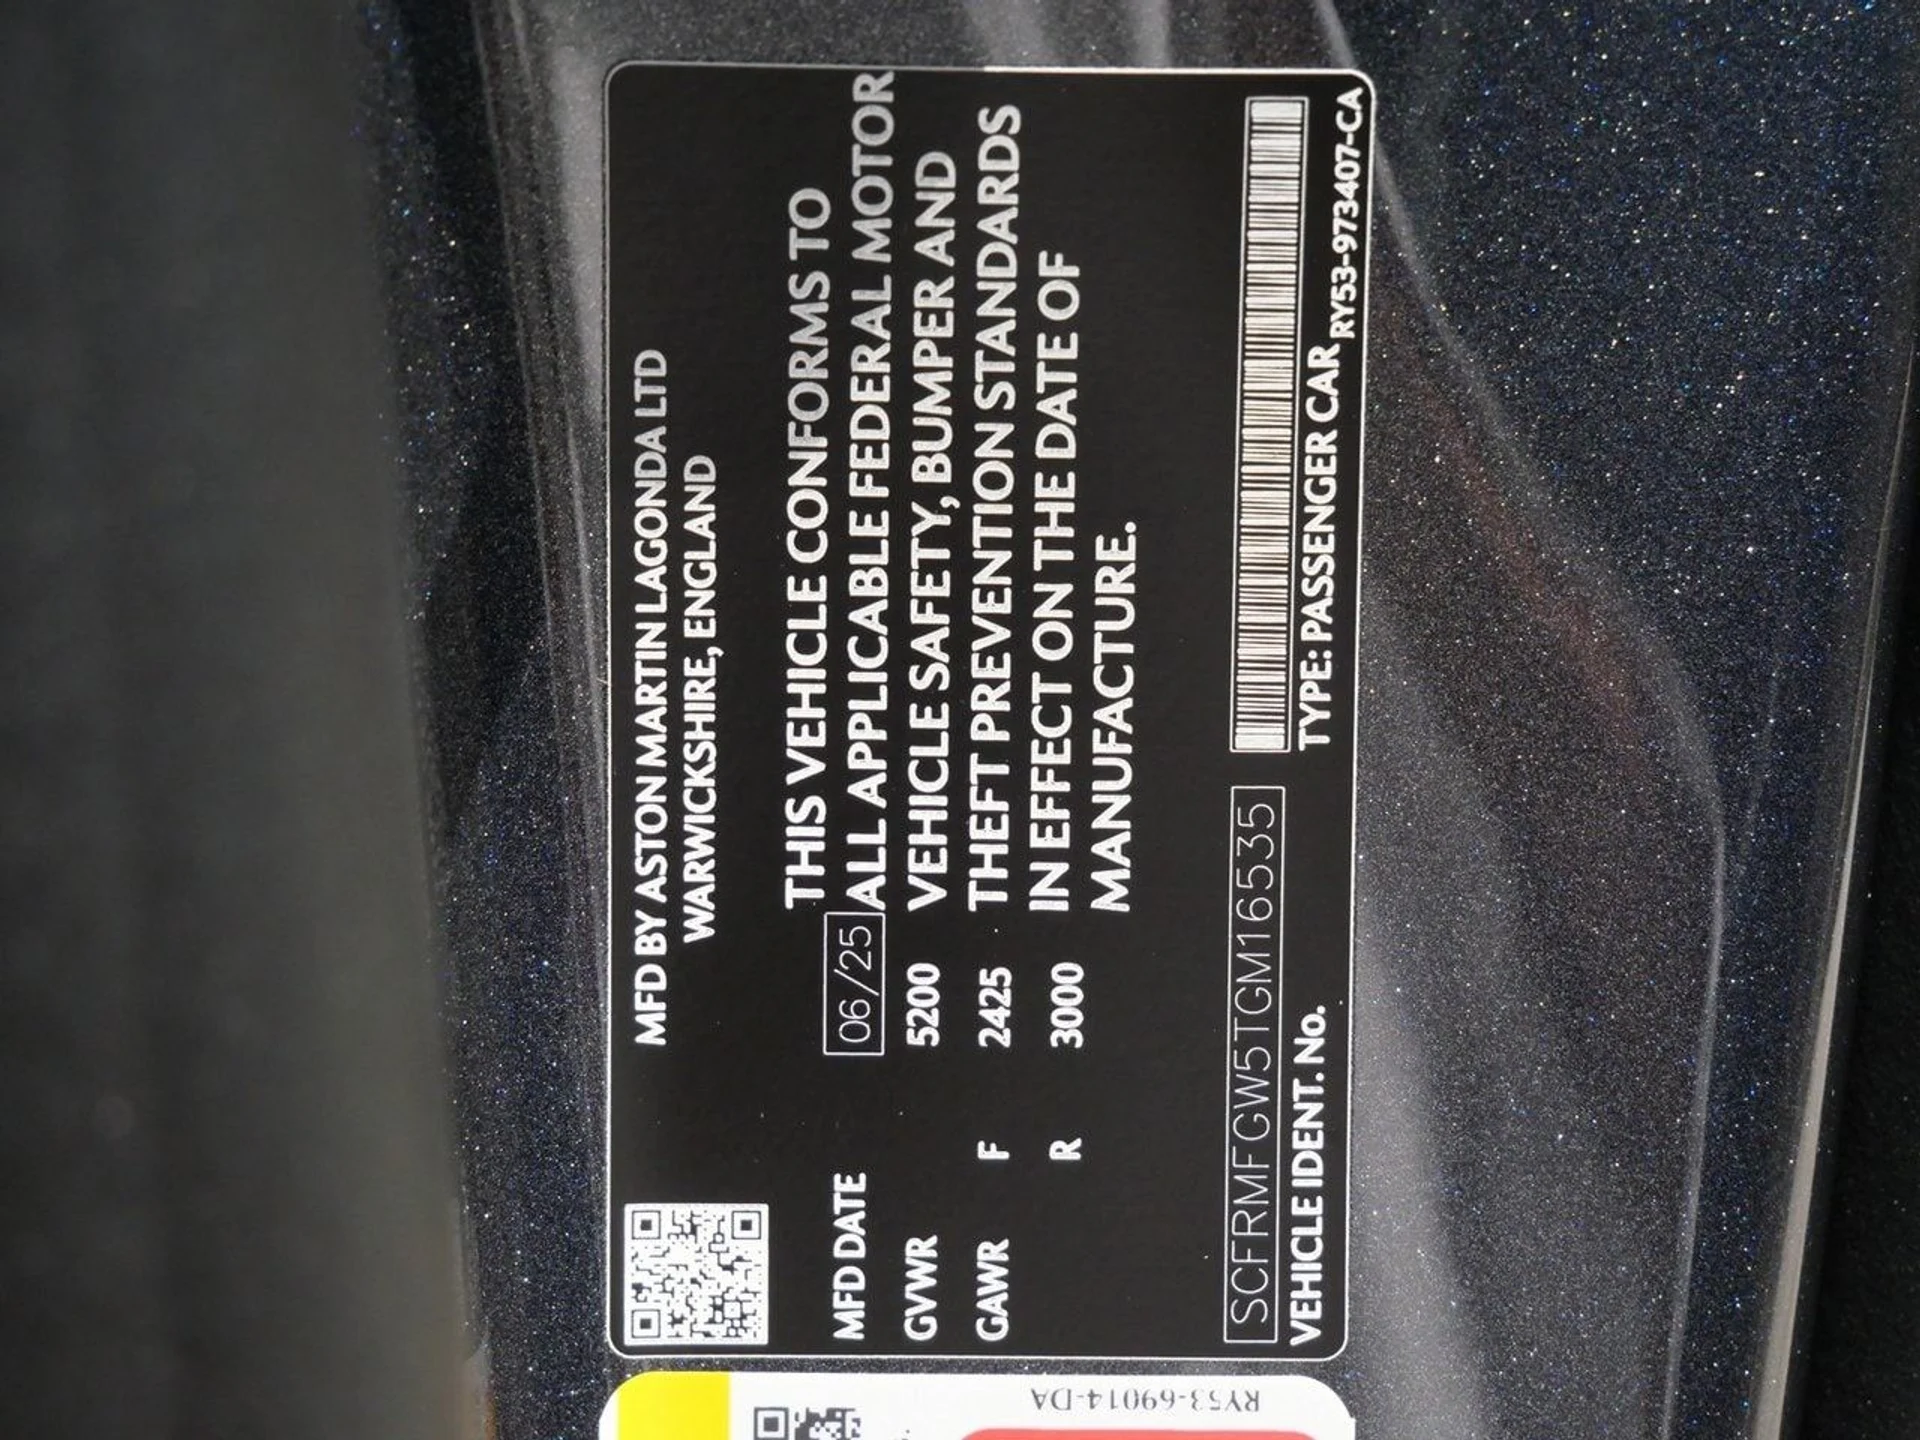 MFD BY ASTON MARTIN LAGONDA LTD
WARWICKSHIRE, ENGLAND
THIS VEHICLE CONFORMS TO
MFD DATE 06/25 ALL APPLICABLE FEDERAL MOTOR
GVWR 5200 VEHICLE SAFETY, BUMPER AND
GAWR F 2425 THEFT PREVENTION STANDARDS
R 3000 IN EFFECT ON THE DATE OF
MANUFACTURE.
SCFRMFGW5TGM16535
VEHICLE IDENT. No. TYPE: PASSENGER CAR RY53-973407-CA
RY53-69014-DA